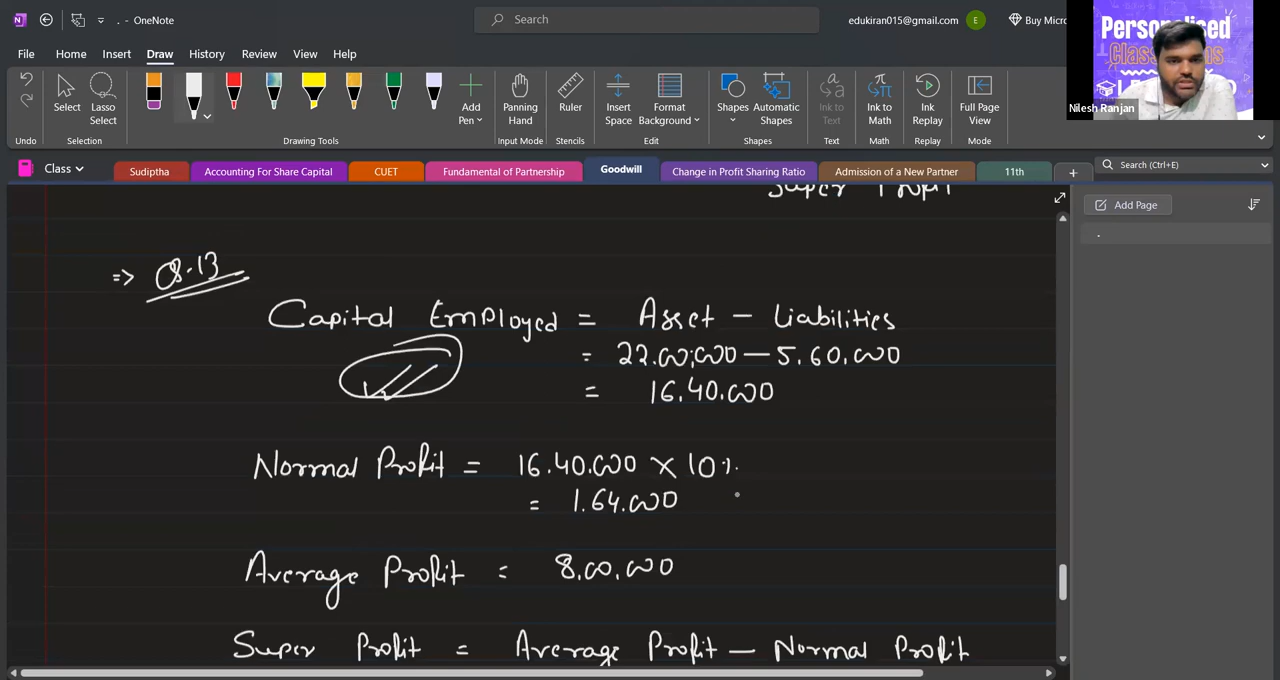 . - OneNote
Search
edukiran015@gmail.com
E
Buy Micro
File Home Insert Draw History Review View Help
Undo
Select
Lasso Select
Selection
Drawing Tools
Add Pen
Panning Hand
Input Mode
Ruler
Stencils
Insert Space
Format Background
Edit
Shapes
Automatic Shapes
Shapes
Ink to Text
Ink to Math
Math
Ink Replay
Replay
Full Page View
View
Personalised
Nilesh Ranjan
Class
Sudiptha
Accounting For Share Capital
CUET
Fundamental of Partnership
Goodwill
Change in Profit Sharing Ratio
Admission of a New Partner
11th
+
Search (Ctrl+E)
Add Page
.
Super Profit
=> Q.13
Capital Employed = Asset - Liabilities
= 22.00.000 - 5.60.000
= 16.40.000
Normal Profit = 16.40.000 x 10%
= 1.64.000
Average Profit = 8.00.000
Super Profit = Average Profit - Normal Profit